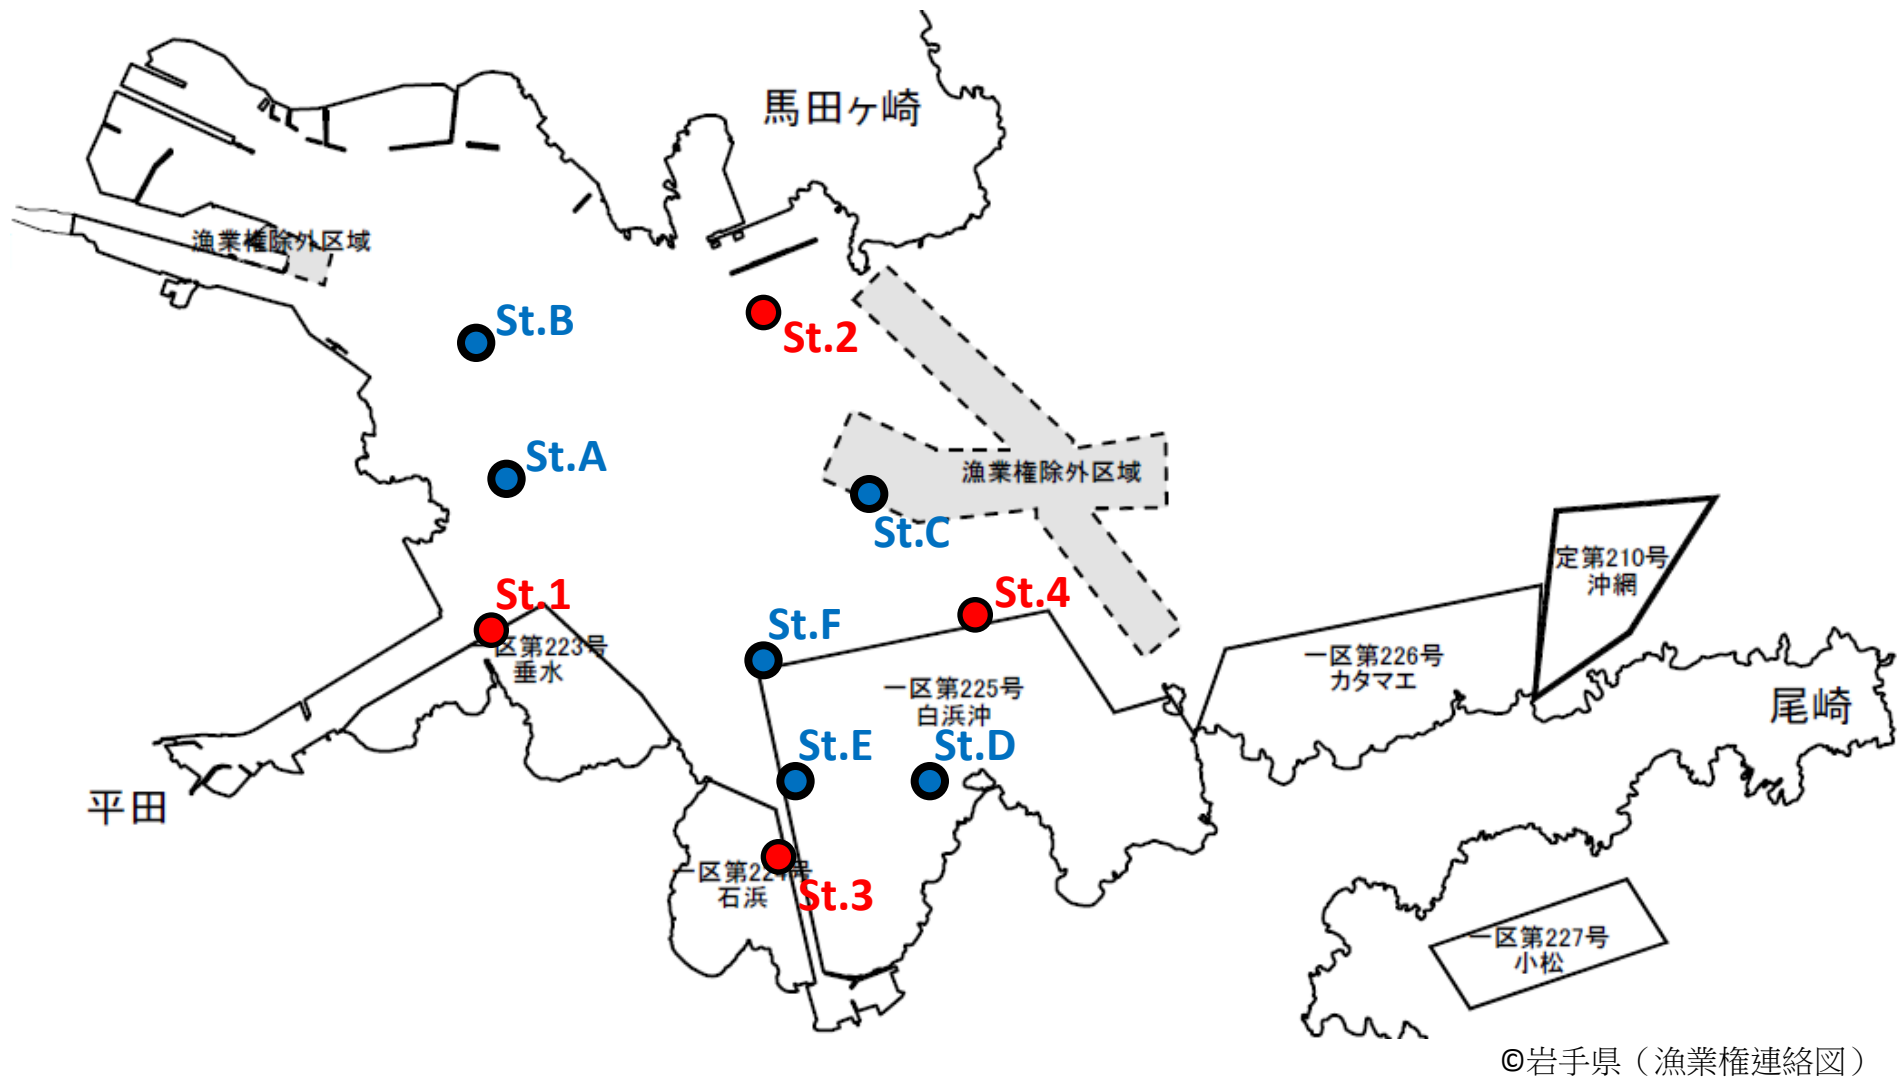 馬田ヶ崎
漁業権除外区域
St.B
St.2
St.A
漁業権除外区域
St.C
定第210号
沖網
St.1
St.4
St.F
一区第223号
垂水
一区第226号
カタマエ
一区第225号
白浜沖
尾崎
St.E
St.D
平田
一区第224号
石浜
St.3
一区第227号
小松
©岩手県（漁業権連絡図）